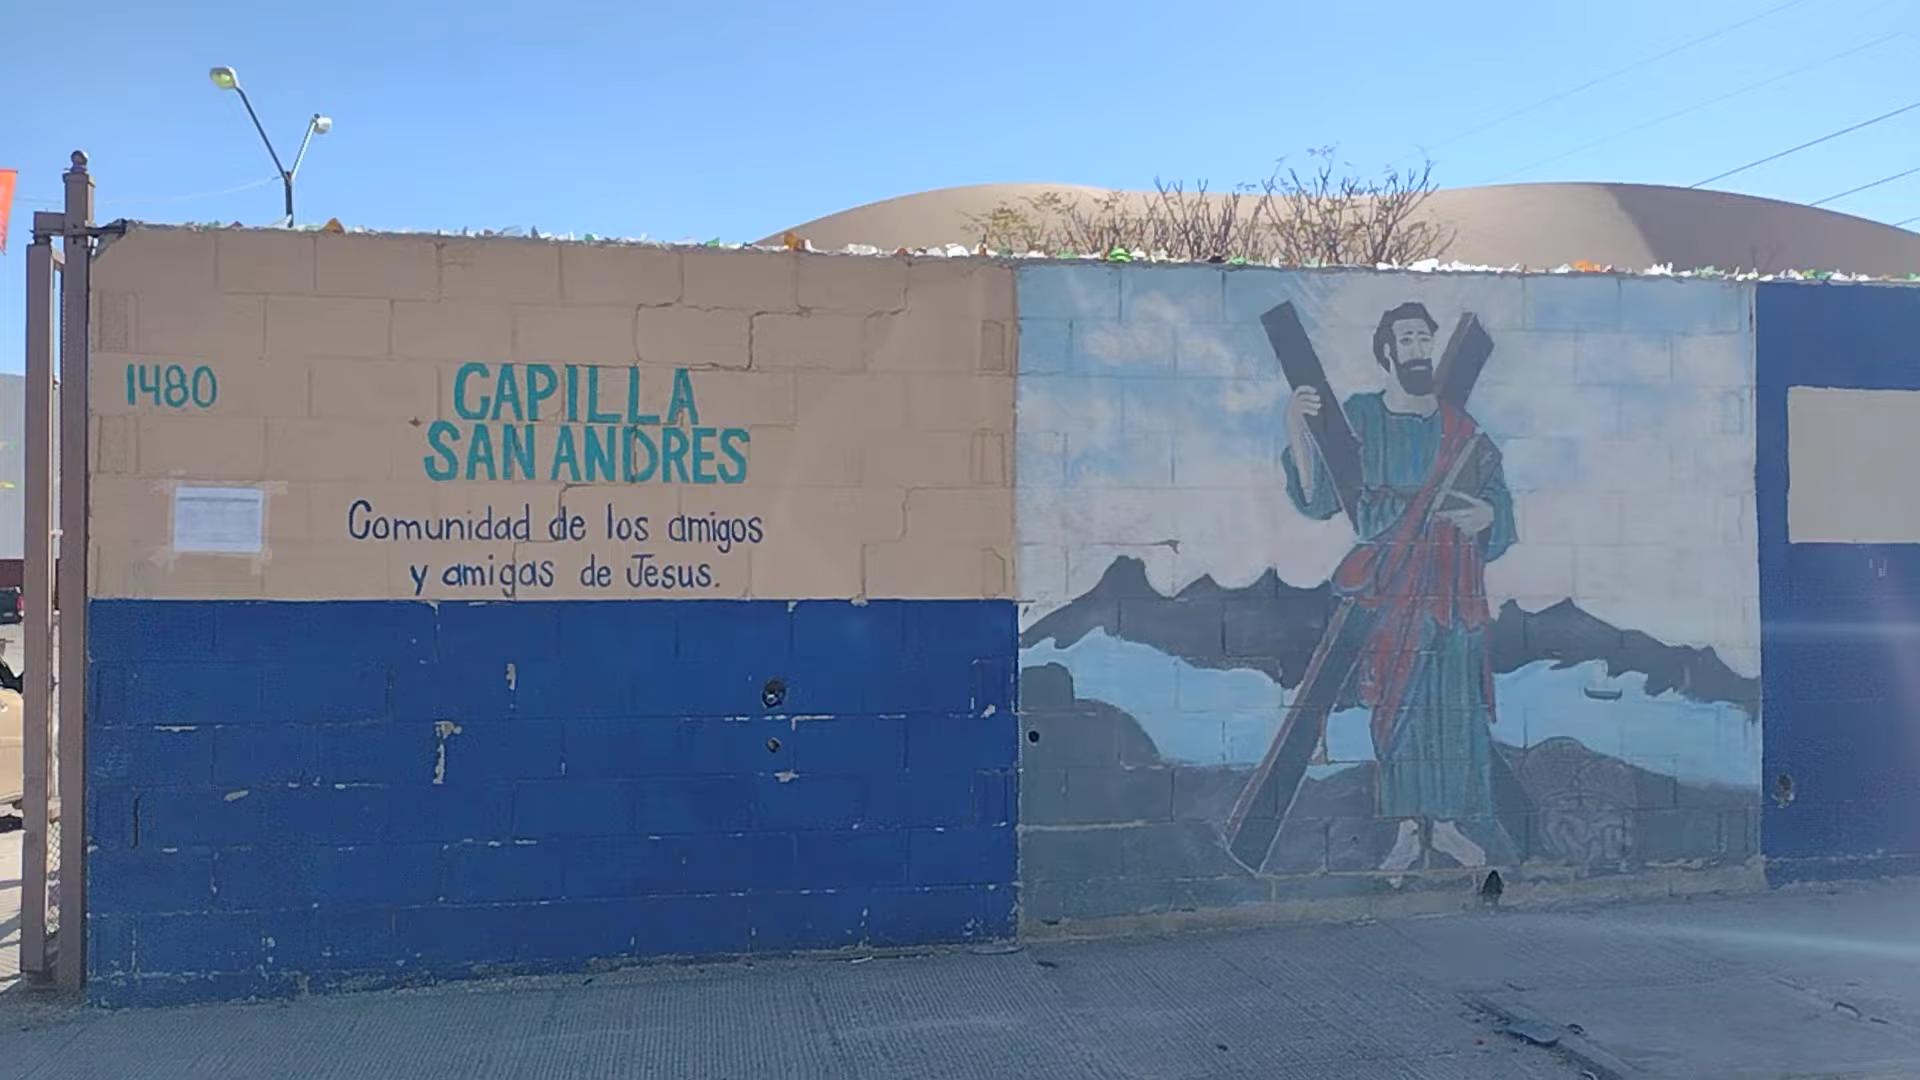 1480
CAPILLA
SAN ANDRES
Comunidad de los amigos
y amigas de Jesus.